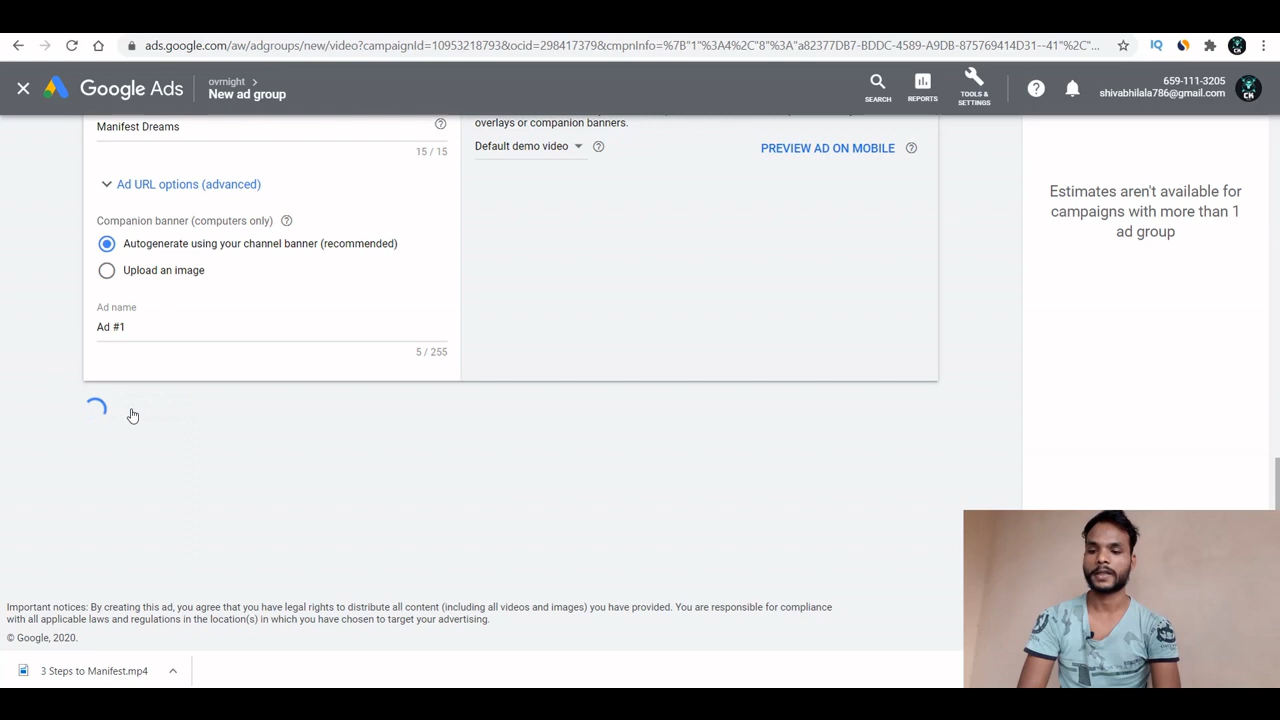 ads.google.com/aw/adgroups/new/video?campaignId=10953218793&ocid=298417379&cmpnInfo=%7B"1"%3A4%2C"8"%3A"a82377DB7-BDDC-4589-A9DB-875769414D31--41"%2C"...
IQ
Google Ads
ovrnight >
New ad group
SEARCH
REPORTS
TOOLS &
SETTINGS
659-111-3205
shivabhilala786@gmail.com
CK
overlays or companion banners.
Manifest Dreams
15 / 15
Default demo video
PREVIEW AD ON MOBILE
Ad URL options (advanced)
Estimates aren't available for
campaigns with more than 1
ad group
Companion banner (computers only)
Autogenerate using your channel banner (recommended)
Upload an image
Ad name
Ad #1
5 / 255
Important notices: By creating this ad, you agree that you have legal rights to distribute all content (including all videos and images) you have provided. You are responsible for compliance
with all applicable laws and regulations in the location(s) in which you have chosen to target your advertising.
© Google, 2020.
3 Steps to Manifest.mp4